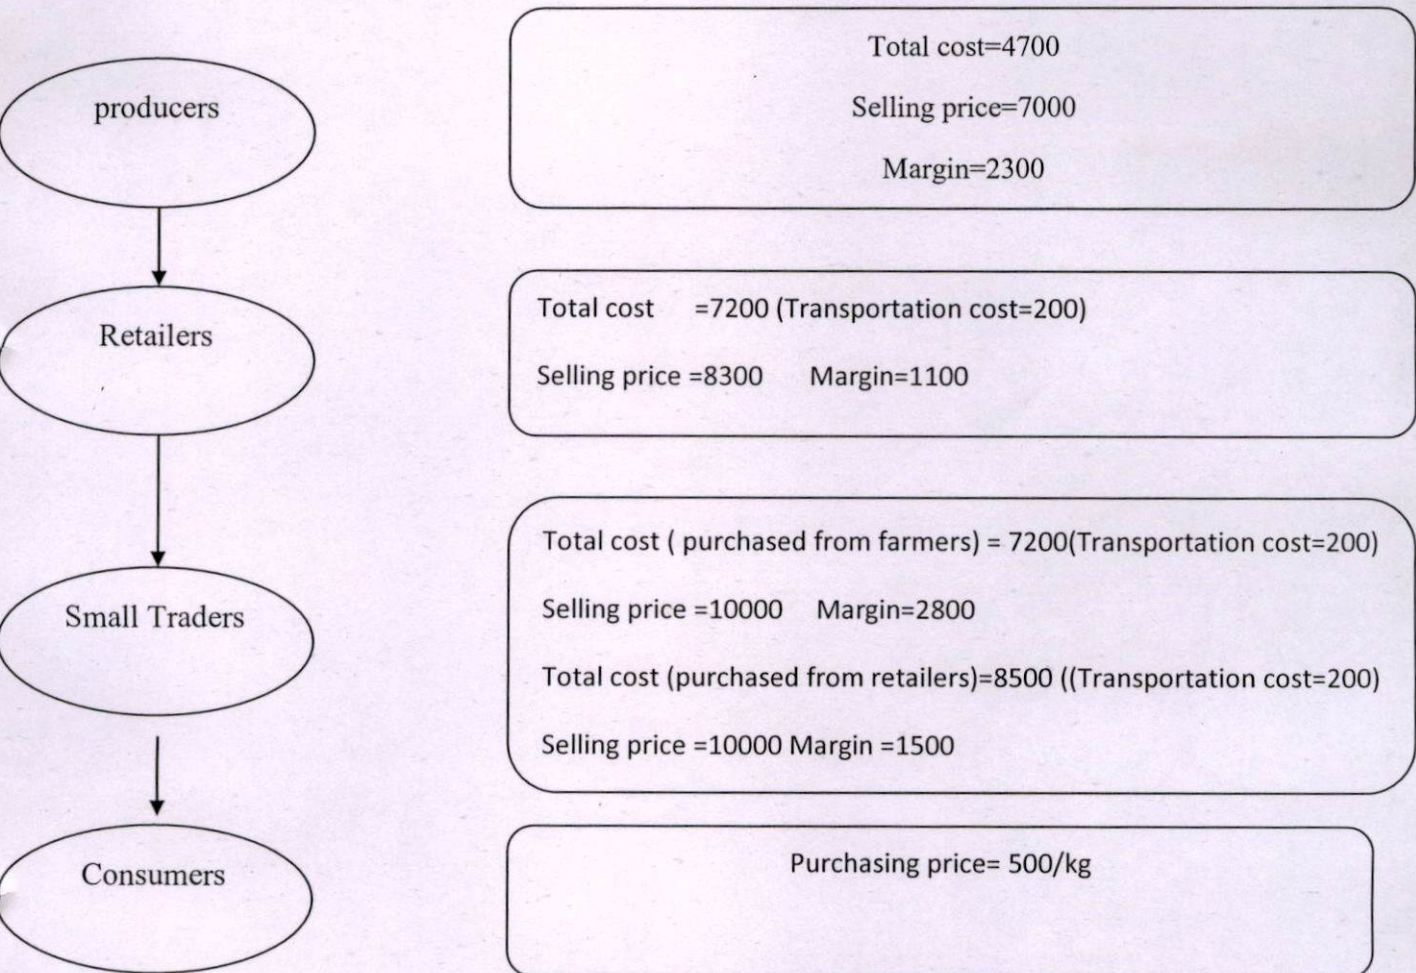 producers
Total cost=4700
Selling price=7000
Margin=2300
Retailers
Total cost =7200 (Transportation cost=200)
Selling price =8300 Margin=1100
Small Traders
Total cost ( purchased from farmers) = 7200(Transportation cost=200)
Selling price =10000 Margin=2800
Total cost (purchased from retailers)=8500 ((Transportation cost=200)
Selling price =10000 Margin =1500
Consumers
Purchasing price= 500/kg